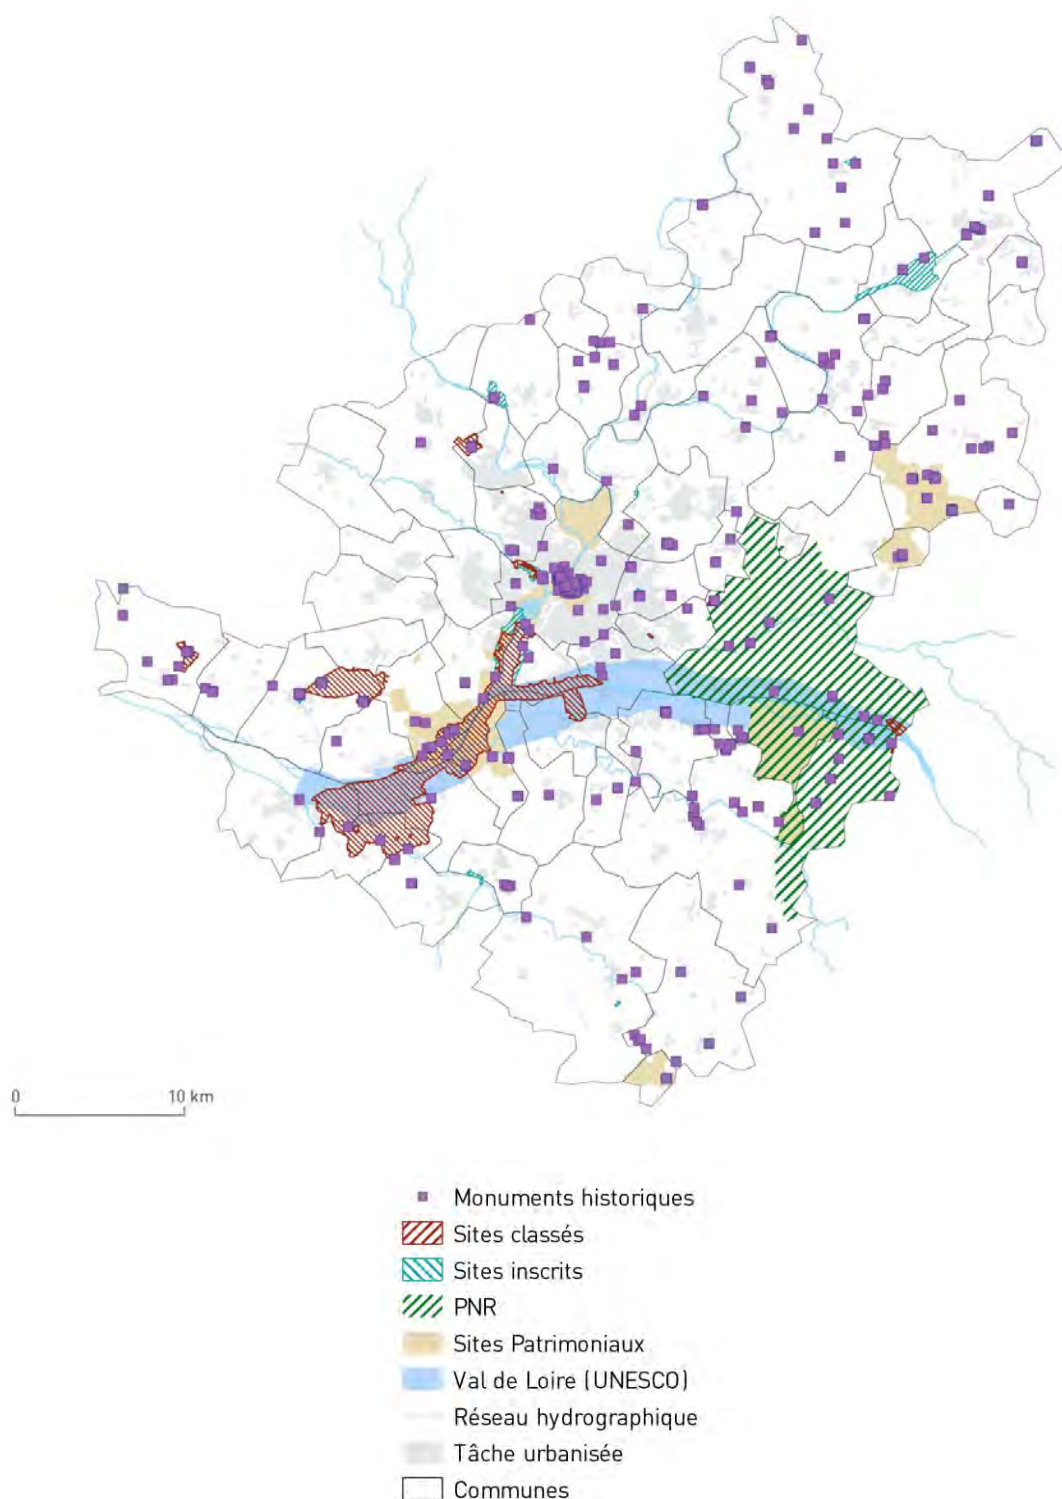 0 10 km
Monuments historiques
Sites classés
Sites inscrits
PNR
Sites Patrimoniaux
Val de Loire (UNESCO)
Réseau hydrographique
Tâche urbanisée
Communes